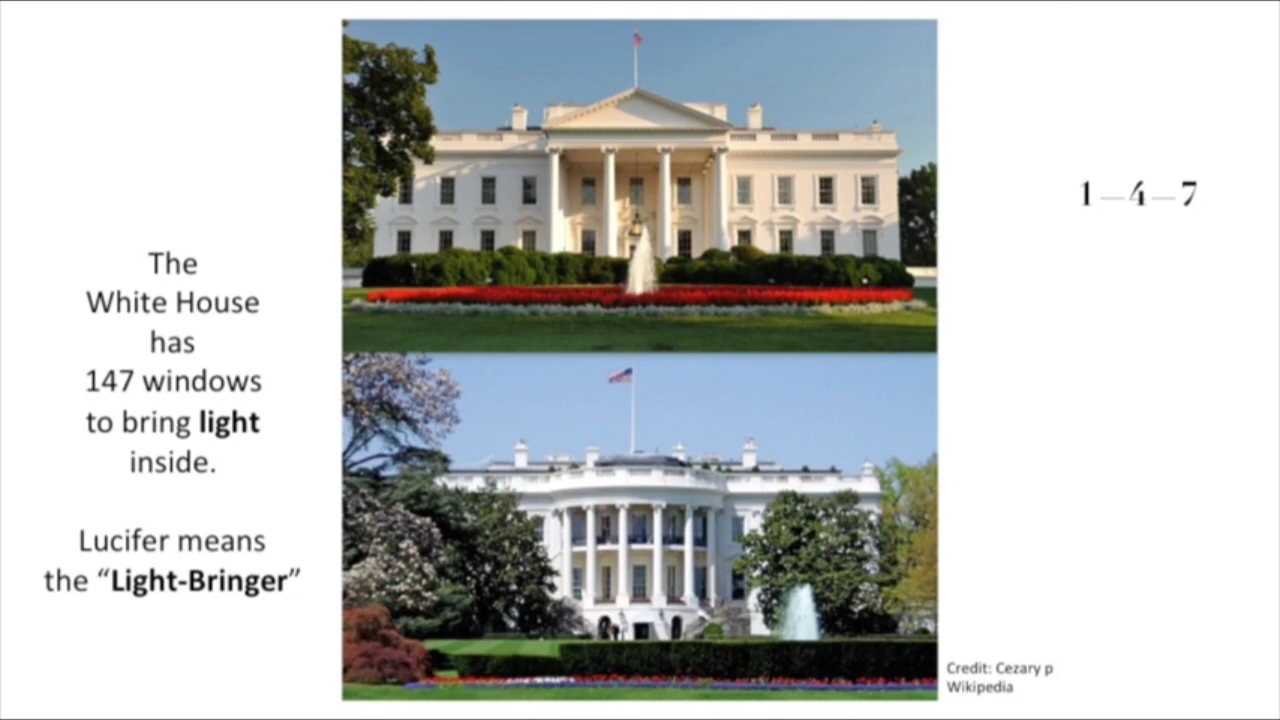 The
White House
has
147 windows
to bring light
inside.
Lucifer means
the “Light-Bringer”
1—4—7
Credit: Cezary p
Wikipedia